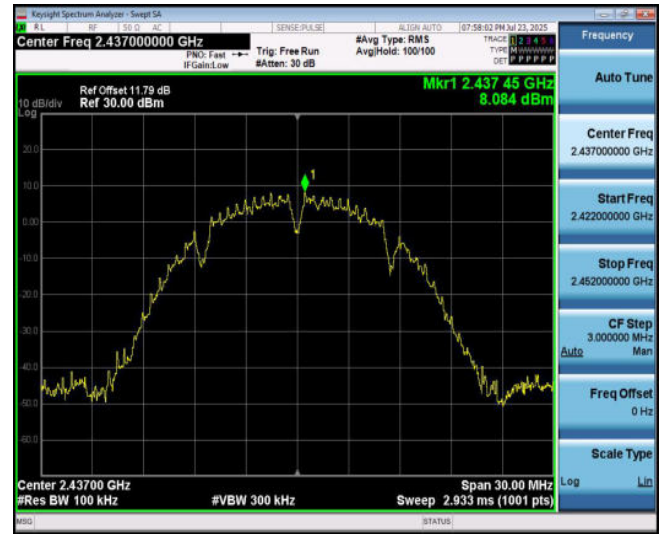 Keysight Spectrum Analyzer - Swept SA
RL RF 50 Ω AC SENSE:PULSE ALIGN AUTO 07:58:02 PM Jul 23, 2025
Center Freq 2.437000000 GHz
PNO: Fast
IFGain:Low
Trig: Free Run
#Atten: 30 dB
#Avg Type: RMS
Avg|Hold: 100/100
TRACE 1 2 3 4 5 6
TYPE M WWWWW
DET P P P P P P
Ref Offset 11.79 dB
Ref 30.00 dBm
10 dB/div
Log
Mkr1 2.437 45 GHz
8.084 dBm
20.0
10.0
0.00
-10.0
-20.0
-30.0
-40.0
-50.0
-60.0
1
Center 2.43700 GHz
#Res BW 100 kHz
#VBW 300 kHz
Span 30.00 MHz
Sweep 2.933 ms (1001 pts)
MSG
STATUS
Frequency
Auto Tune
Center Freq
2.437000000 GHz
Start Freq
2.422000000 GHz
Stop Freq
2.452000000 GHz
CF Step
3.000000 MHz
Auto Man
Freq Offset
0 Hz
Scale Type
Log Lin